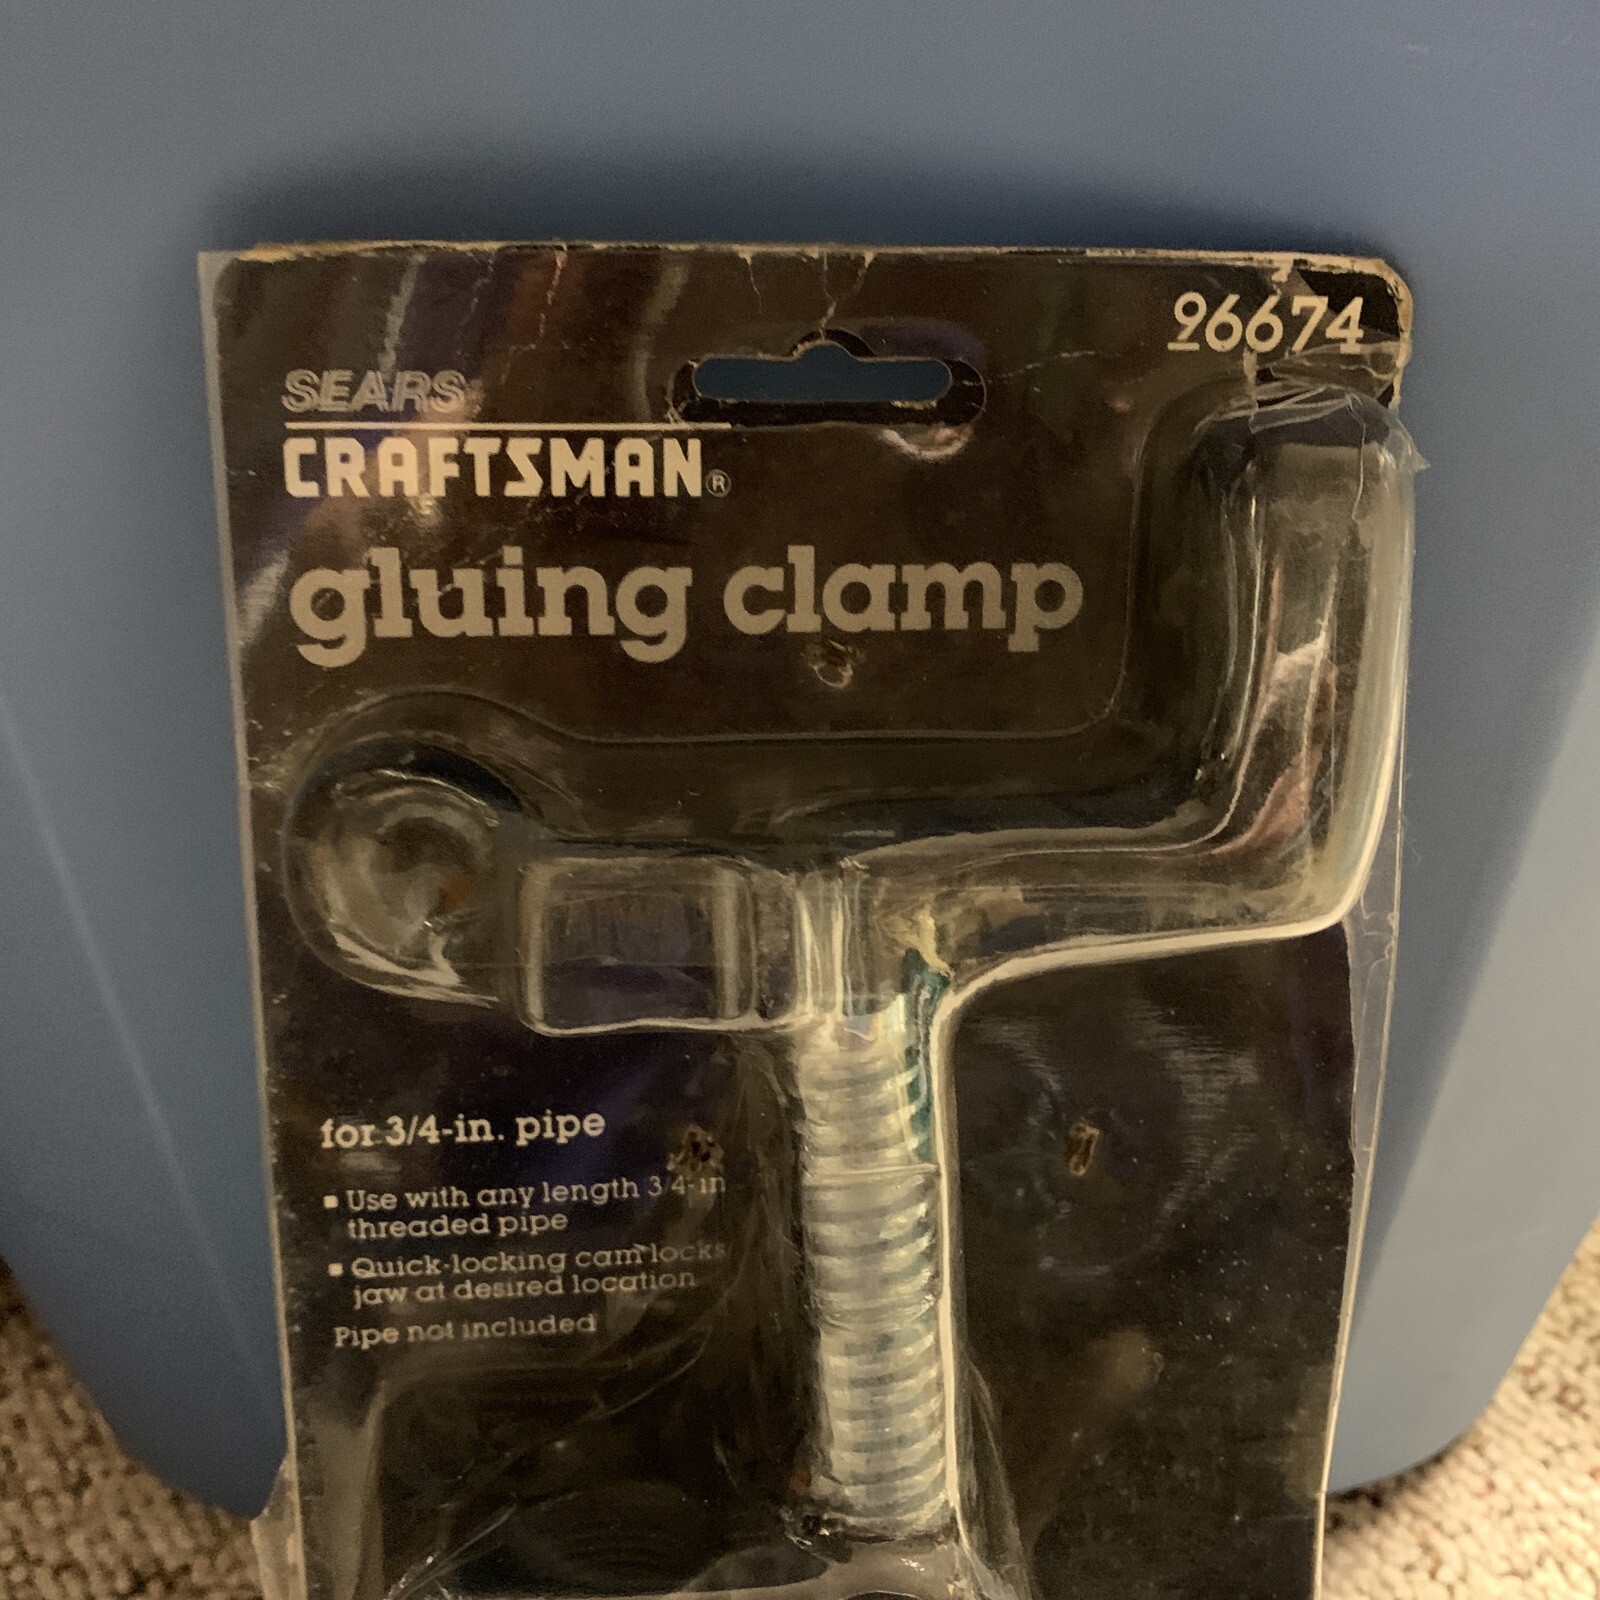 96674
SEARS
CRAFTSMAN®
gluing clamp
for 3/4-in. pipe
▪ Use with any length 3/4-in
threaded pipe
▪ Quick-locking cam locks
jaw at desired location
Pipe not included